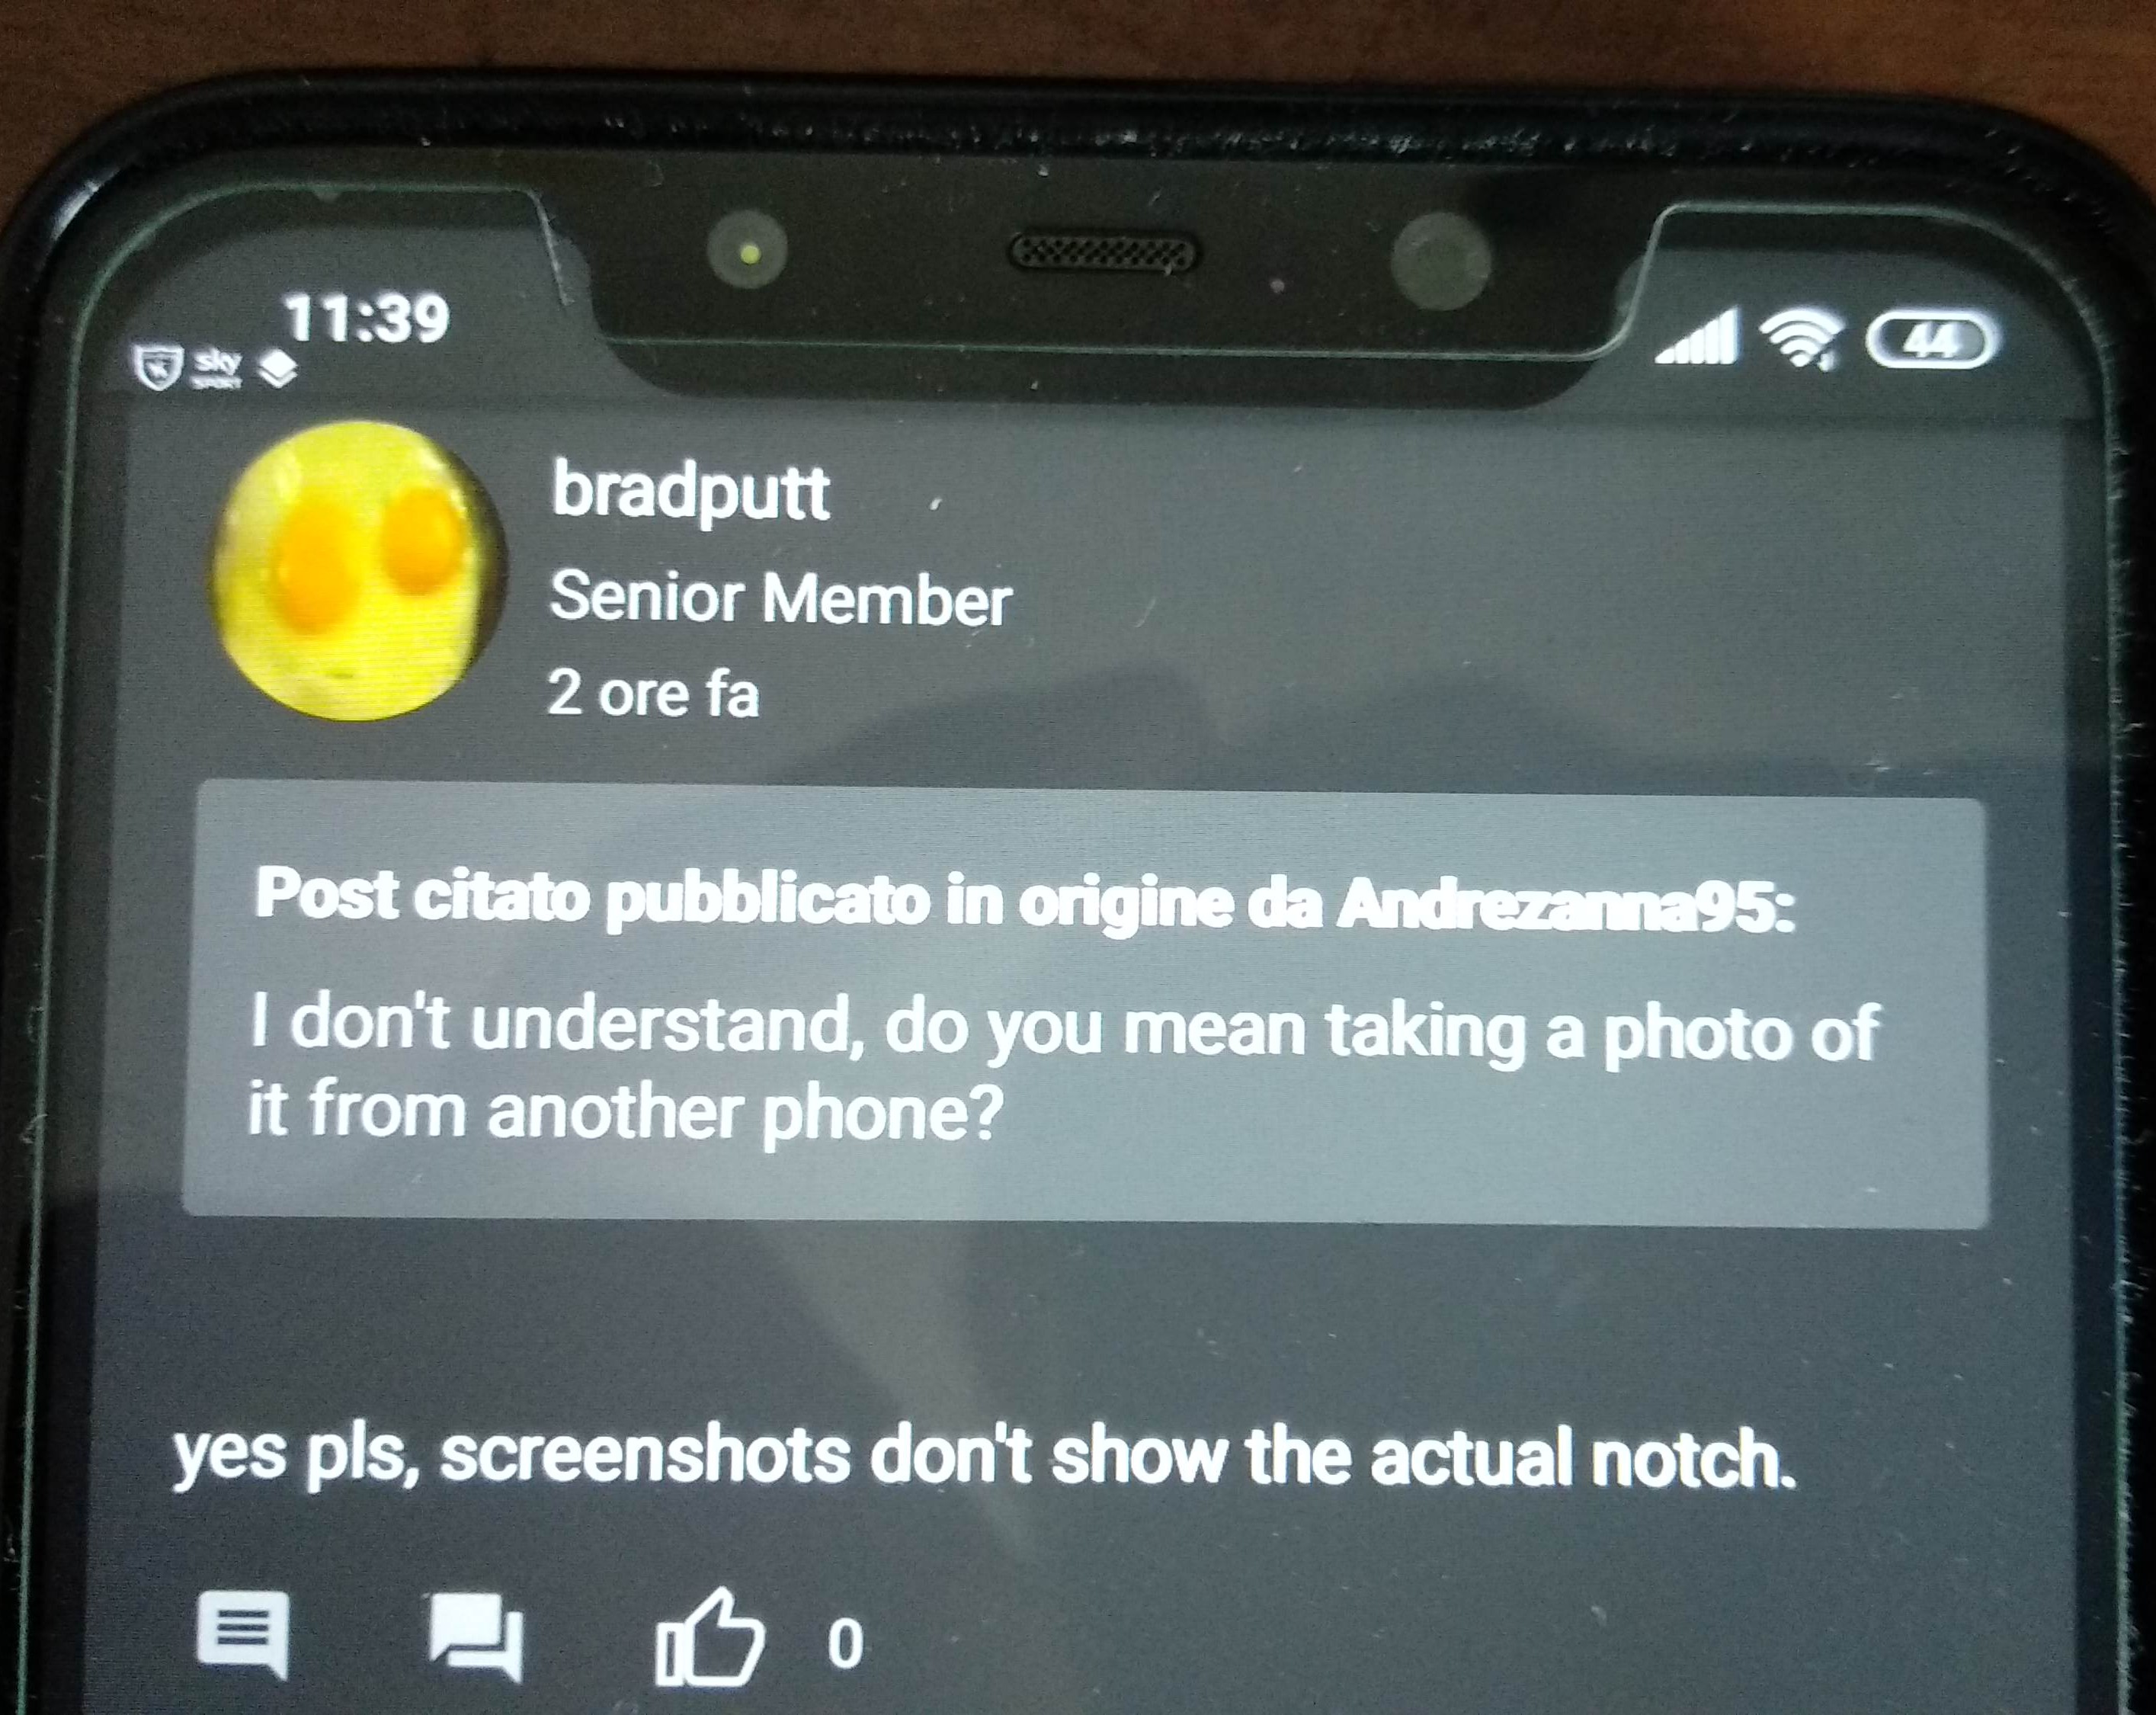 11:39
sky
SPORT
44
bradputt
Senior Member
2 ore fa
Post citato pubblicato in origine da Andrezanna95:
I don't understand, do you mean taking a photo of
it from another phone?
yes pls, screenshots don't show the actual notch.
0